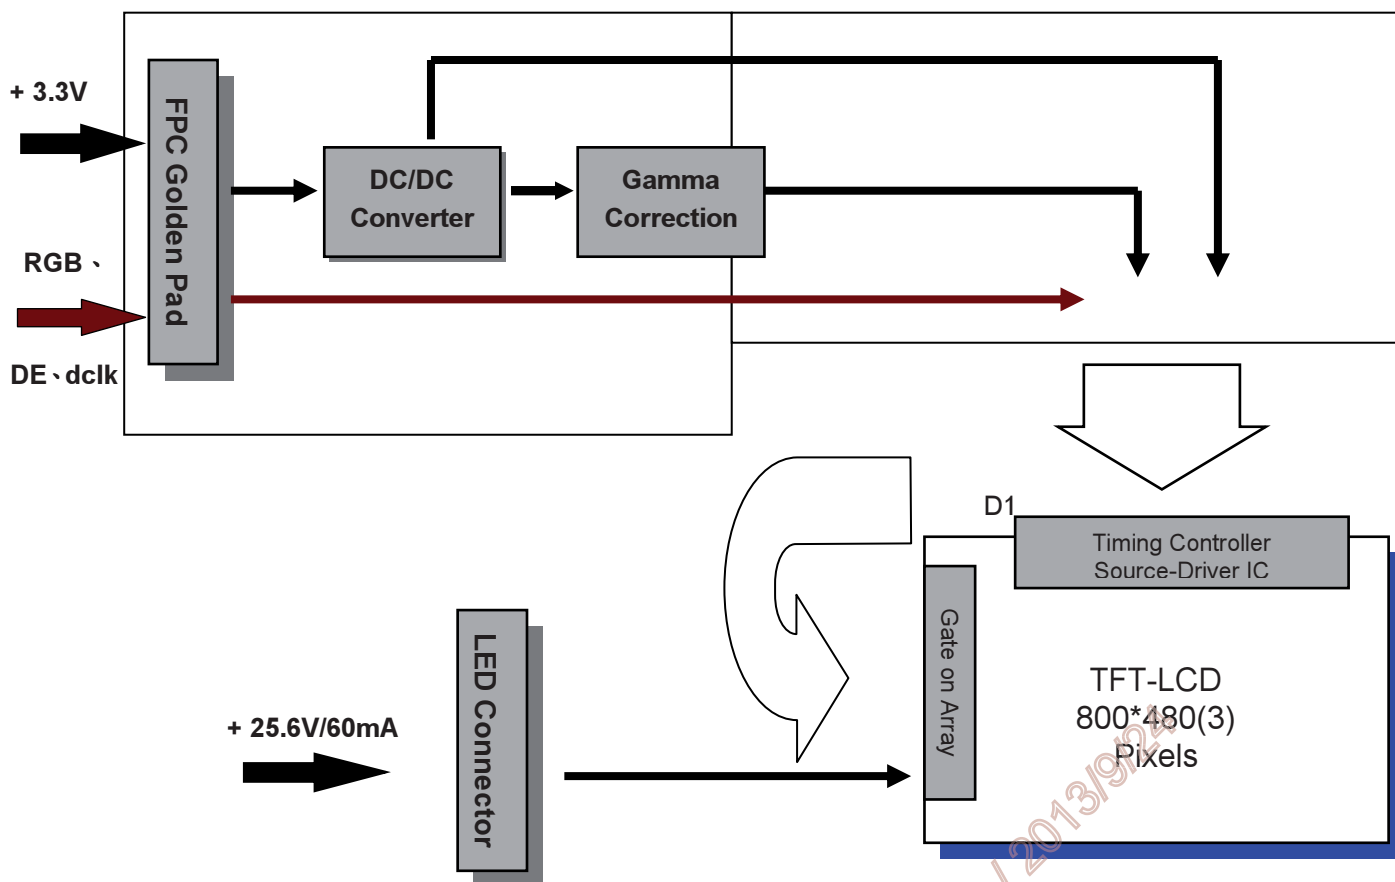 + 3.3V
FPC Golden Pad
RGB、
DE、dclk
DC/DC
Converter
Gamma
Correction
D1
Timing Controller
Source-Driver IC
Gate on Array
TFT-LCD
800*480(3)
Pixels
LED Connector
+ 25.6V/60mA
/ 2013/9/24